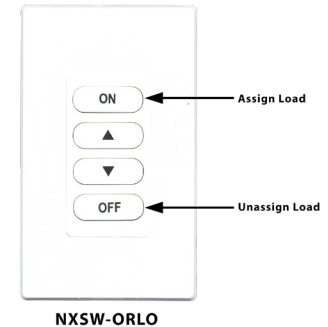 ON
Assign Load
▲
▼
OFF
Unassign Load
NXSW-ORLO